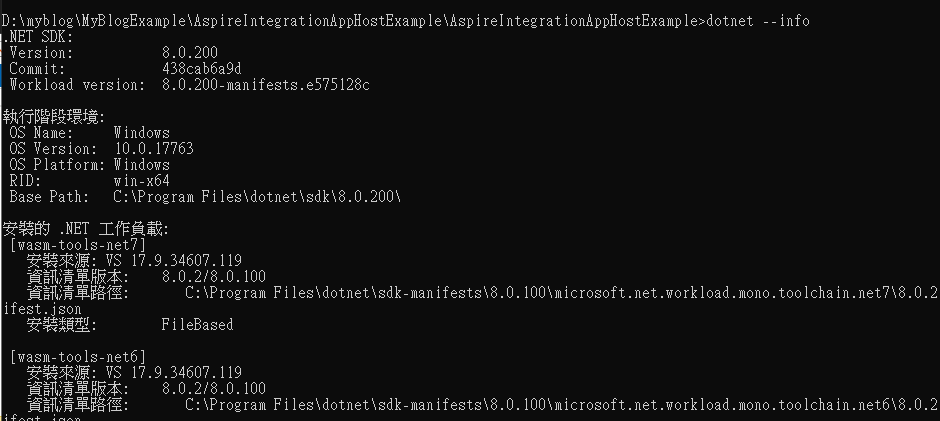 D:\myblog\MyBlogExample\AspireIntegrationAppHostExample\AspireIntegrationAppHostExample>dotnet --info
.NET SDK:
 Version:           8.0.200
 Commit:            438cab6a9d
 Workload version:  8.0.200-manifests.e575128c

執行階段環境:
 OS Name:     Windows
 OS Version:  10.0.17763
 OS Platform: Windows
 RID:         win-x64
 Base Path:   C:\Program Files\dotnet\sdk\8.0.200\

安裝的 .NET 工作負載:
 [wasm-tools-net7]
   安裝來源: VS 17.9.34607.119
   資訊清單版本:    8.0.2/8.0.100
   資訊清單路徑:       C:\Program Files\dotnet\sdk-manifests\8.0.100\microsoft.net.workload.mono.toolchain.net7\8.0.2
ifest.json
   安裝類型:        FileBased

 [wasm-tools-net6]
   安裝來源: VS 17.9.34607.119
   資訊清單版本:    8.0.2/8.0.100
   資訊清單路徑:       C:\Program Files\dotnet\sdk-manifests\8.0.100\microsoft.net.workload.mono.toolchain.net6\8.0.2
ifest.json